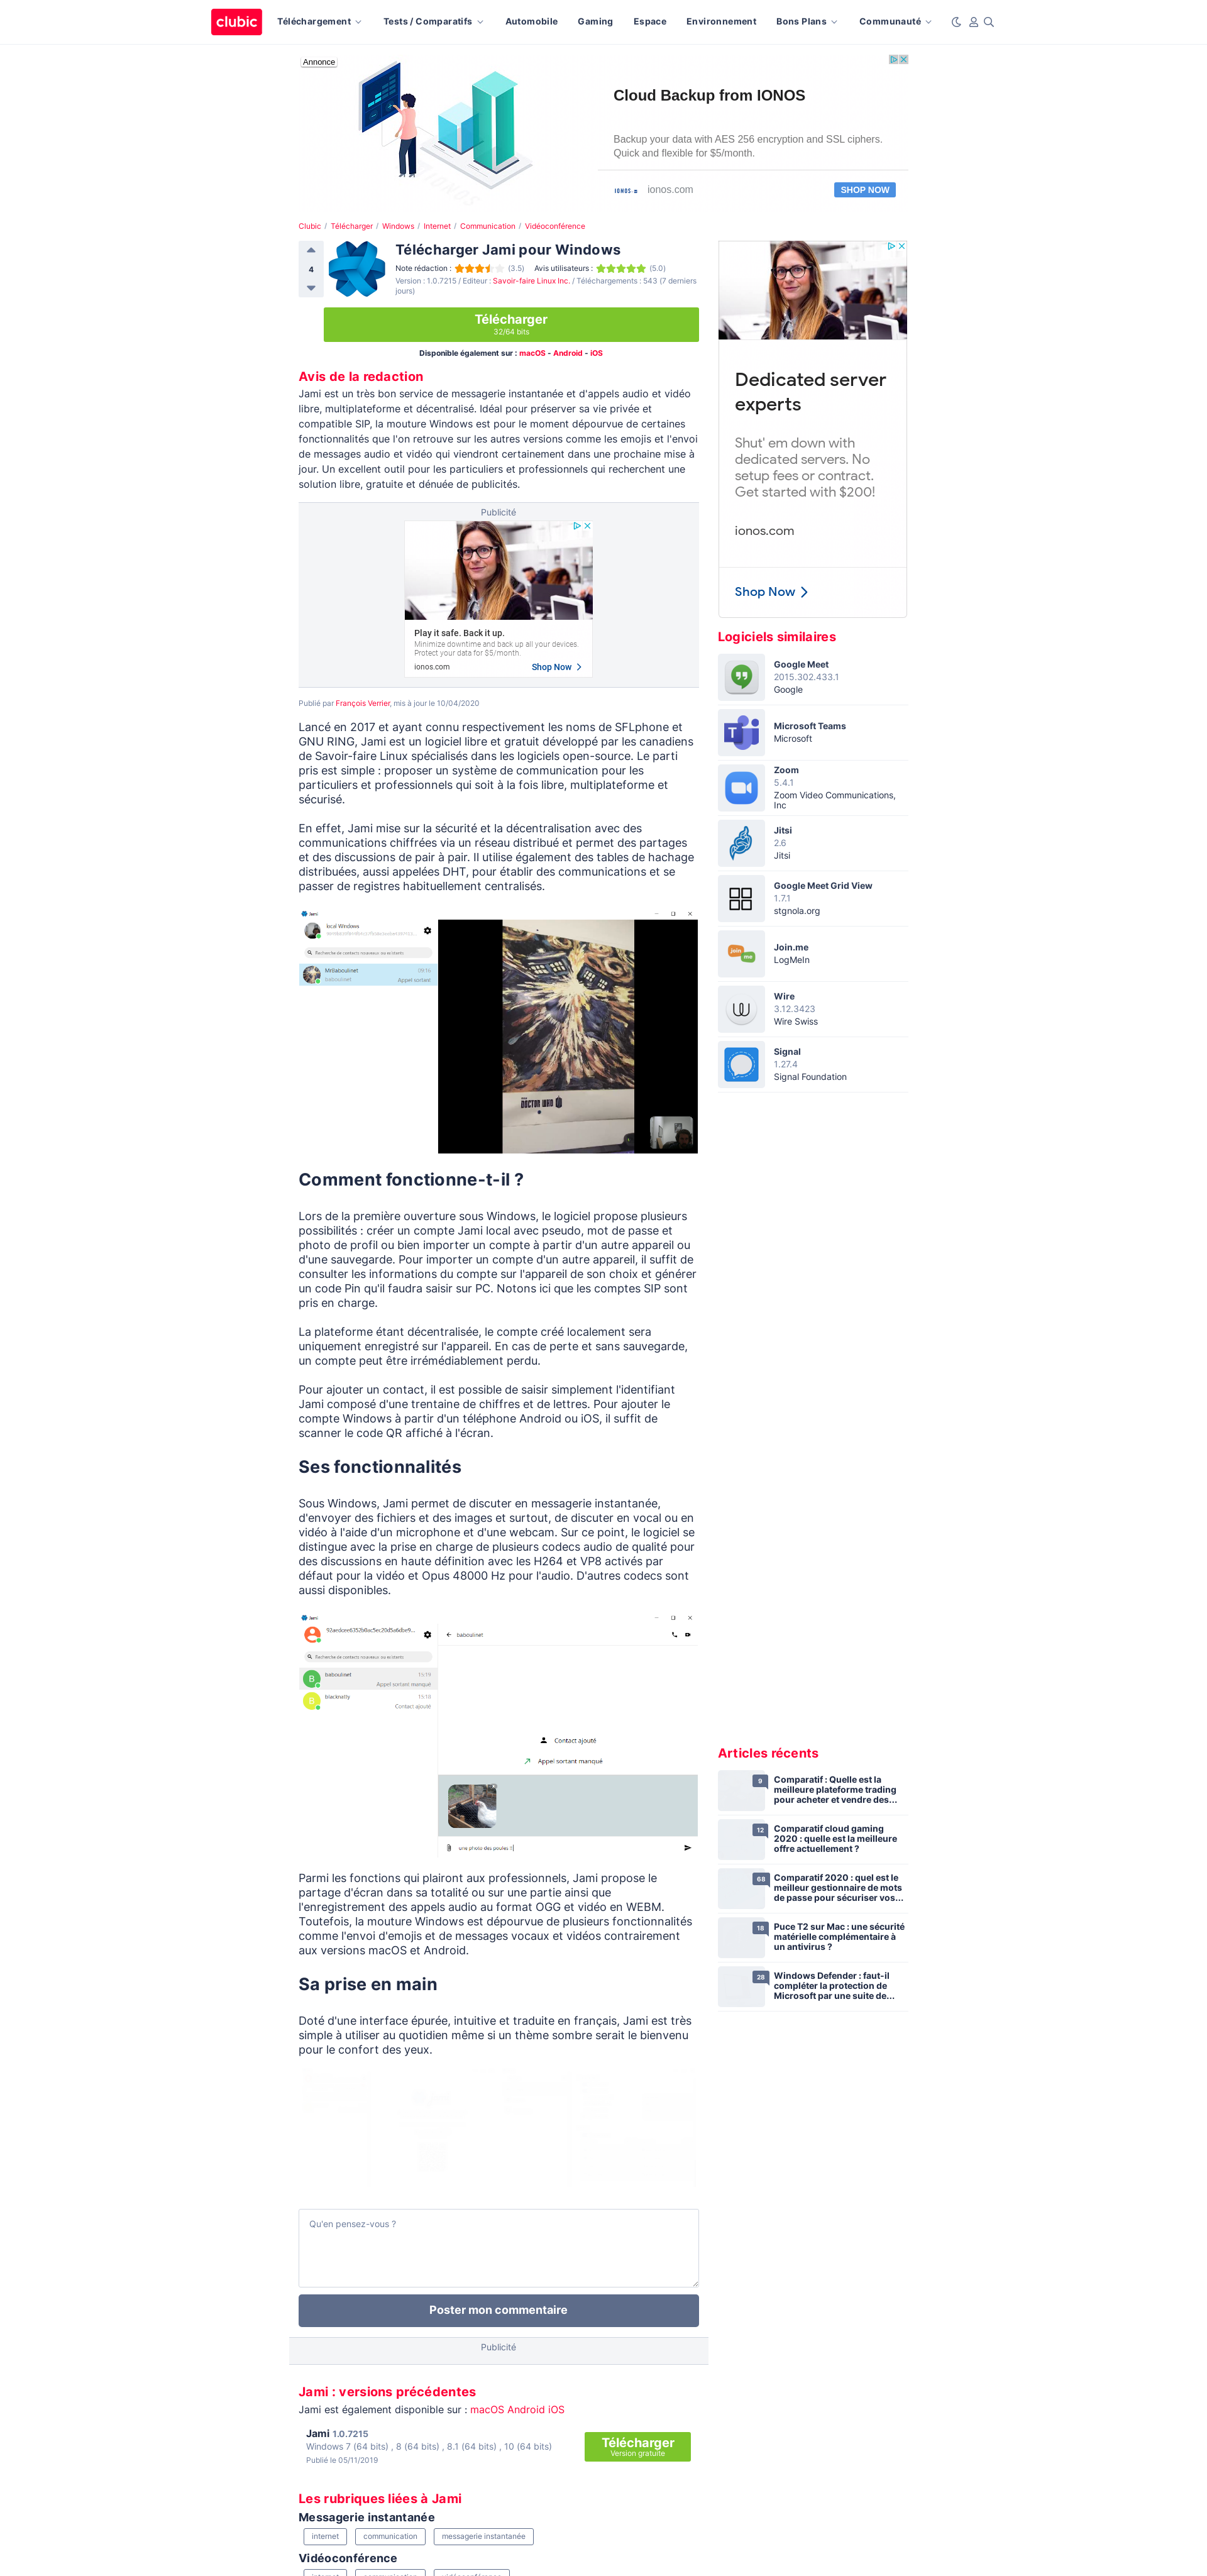 clubic
Téléchargement
Tests / Comparatifs
Automobile
Gaming
Espace
Environnement
Bons Plans
Communauté
Annonce
Cloud Backup from IONOS
Backup your data with AES 256 encryption and SSL ciphers.
Quick and flexible for $5/month.
IONOS
ionos.com
SHOP NOW
Clubic / Télécharger / Windows / Internet / Communication / Vidéoconférence
4
Télécharger Jami pour Windows
Note rédaction : (3.5) Avis utilisateurs : (5.0)
Version : 1.0.7215 / Editeur : Savoir-faire Linux Inc. / Téléchargements : 543 (7 derniers
jours)
Télécharger
32/64 bits
Disponible également sur : macOS - Android - iOS
Avis de la redaction
Jami est un très bon service de messagerie instantanée et d'appels audio et vidéo
libre, multiplateforme et décentralisé. Idéal pour préserver sa vie privée et
compatible SIP, la mouture Windows est pour le moment dépourvue de certaines
fonctionnalités que l'on retrouve sur les autres versions comme les emojis et l'envoi
de messages audio et vidéo qui viendront certainement dans une prochaine mise à
jour. Un excellent outil pour les particuliers et professionnels qui recherchent une
solution libre, gratuite et dénuée de publicités.
Publicité
Play it safe. Back it up.
Minimize downtime and back up all your devices.
Protect your data for $5/month.
ionos.com
Shop Now
Publié par François Verrier, mis à jour le 10/04/2020
Lancé en 2017 et ayant connu respectivement les noms de SFLphone et
GNU RING, Jami est un logiciel libre et gratuit développé par les canadiens
de Savoir-faire Linux spécialisés dans les logiciels open-source. Le parti
pris est simple : proposer un système de communication pour les
particuliers et professionnels qui soit à la fois libre, multiplateforme et
sécurisé.
En effet, Jami mise sur la sécurité et la décentralisation avec des
communications chiffrées via un réseau distribué et permet des partages
et des discussions de pair à pair. Il utilise également des tables de hachage
distribuées, aussi appelées DHT, pour établir des communications et se
passer de registres habituellement centralisés.
Jami
local Windows
Recherche de contacts nouveaux ou existants
Mrllaboulinet
baboulinet
Appel sortant
DOCTOR WHO
Comment fonctionne-t-il ?
Lors de la première ouverture sous Windows, le logiciel propose plusieurs
possibilités : créer un compte Jami local avec pseudo, mot de passe et
photo de profil ou bien importer un compte à partir d'un autre appareil ou
d'une sauvegarde. Pour importer un compte d'un autre appareil, il suffit de
consulter les informations du compte sur l'appareil de son choix et générer
un code Pin qu'il faudra saisir sur PC. Notons ici que les comptes SIP sont
pris en charge.
La plateforme étant décentralisée, le compte créé localement sera
uniquement enregistré sur l'appareil. En cas de perte et sans sauvegarde,
un compte peut être irrémédiablement perdu.
Pour ajouter un contact, il est possible de saisir simplement l'identifiant
Jami composé d'une trentaine de chiffres et de lettres. Pour ajouter le
compte Windows à partir d'un téléphone Android ou iOS, il suffit de
scanner le code QR affiché à l'écran.
Ses fonctionnalités
Sous Windows, Jami permet de discuter en messagerie instantanée,
d'envoyer des fichiers et des images et surtout, de discuter en vocal ou en
vidéo à l'aide d'un microphone et d'une webcam. Sur ce point, le logiciel se
distingue avec la prise en charge de plusieurs codecs audio de qualité pour
des discussions en haute définition avec les H264 et VP8 activés par
défaut pour la vidéo et Opus 48000 Hz pour l'audio. D'autres codecs sont
aussi disponibles.
Jami
baboulinet
Recherche de contacts nouveaux ou existants
B
baboulinet
15:19
Appel sortant manqué
B
blacknally
15:18
Contact ajouté
Contact ajouté
Appel sortant manqué
une photo des poules !!
Parmi les fonctions qui plairont aux professionnels, Jami propose le
partage d'écran dans sa totalité ou sur une partie ainsi que
l'enregistrement des appels audio au format OGG et vidéo en WEBM.
Toutefois, la mouture Windows est dépourvue de plusieurs fonctionnalités
comme l'envoi d'emojis et de messages vocaux et vidéos contrairement
aux versions macOS et Android.
Sa prise en main
Doté d'une interface épurée, intuitive et traduite en français, Jami est très
simple à utiliser au quotidien même si un thème sombre serait le bienvenu
pour le confort des yeux.
Qu'en pensez-vous ?
Poster mon commentaire
Publicité
Jami : versions précédentes
Jami est également disponible sur : macOS Android iOS
Jami 1.0.7215
Windows 7 (64 bits) , 8 (64 bits) , 8.1 (64 bits) , 10 (64 bits)
Publié le 05/11/2019
Télécharger
Version gratuite
Les rubriques liées à Jami
Messagerie instantanée
internet
communication
messagerie instantanée
Vidéoconférence
Dedicated server
experts
Shut' em down with
dedicated servers. No
setup fees or contract.
Get started with $200!
ionos.com
Shop Now
Logiciels similaires
Google Meet
2015.302.433.1
Google
Microsoft Teams
Microsoft
Zoom
5.4.1
Zoom Video Communications,
Inc
Jitsi
2.6
Jitsi
Google Meet Grid View
1.7.1
stgnola.org
join me
Join.me
LogMeIn
Wire
3.12.3423
Wire Swiss
Signal
1.27.4
Signal Foundation
Articles récents
9
Comparatif : Quelle est la
meilleure plateforme trading
pour acheter et vendre des...
12
Comparatif cloud gaming
2020 : quelle est la meilleure
offre actuellement ?
68
Comparatif 2020 : quel est le
meilleur gestionnaire de mots
de passe pour sécuriser vos...
18
Puce T2 sur Mac : une sécurité
matérielle complémentaire à
un antivirus ?
28
Windows Defender : faut-il
compléter la protection de
Microsoft par une suite de...